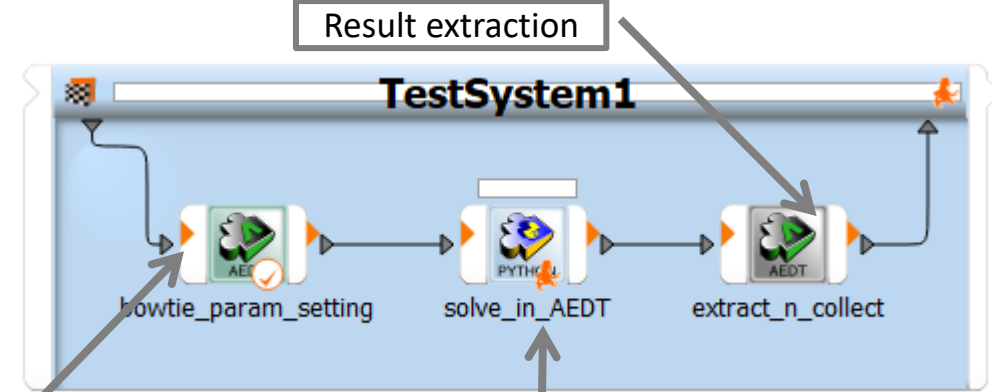 Result extraction
TestSystem1
AEDT
PYTHON
AEDT
bowtie_param_setting
solve_in_AEDT
extract_n_collect